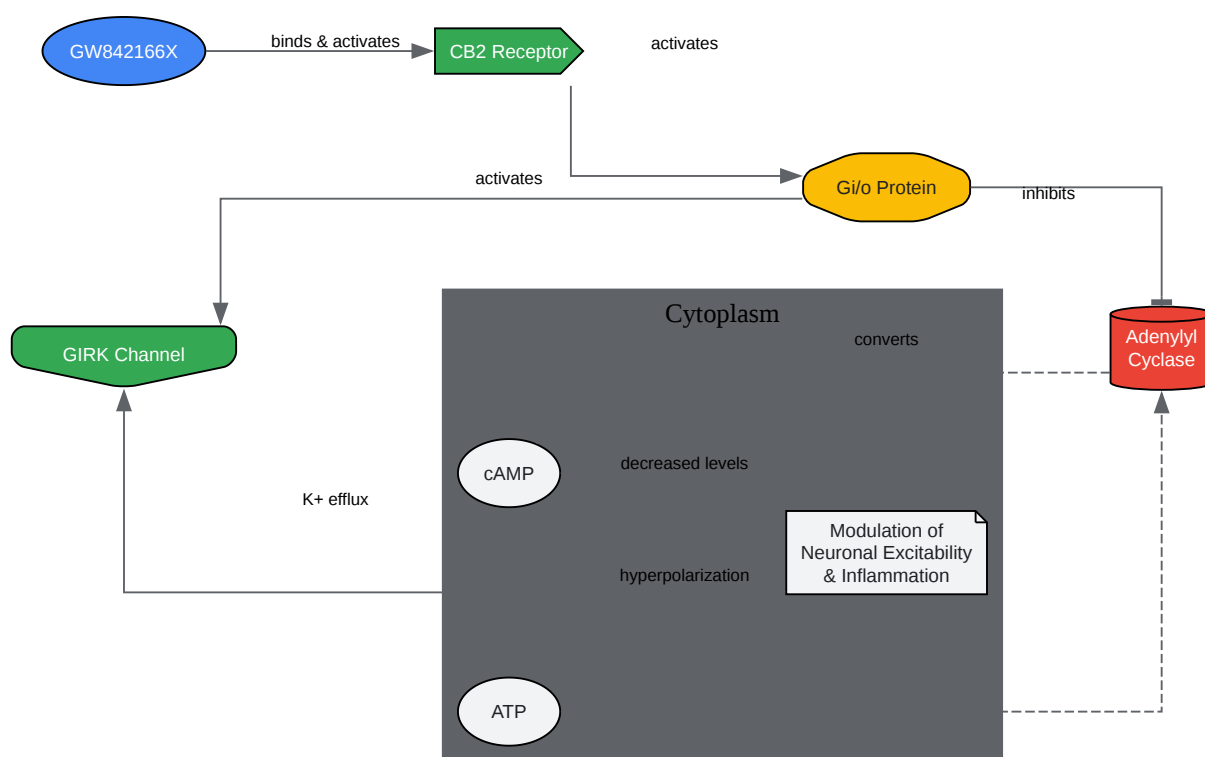 GW842166X
binds & activates
CB2 Receptor
activates
activates
Gi/o Protein
inhibits
Cytoplasm
converts
Adenylyl
Cyclase
GIRK Channel
cAMP
decreased levels
K+ efflux
Modulation of
Neuronal Excitability
& Inflammation
hyperpolarization
ATP